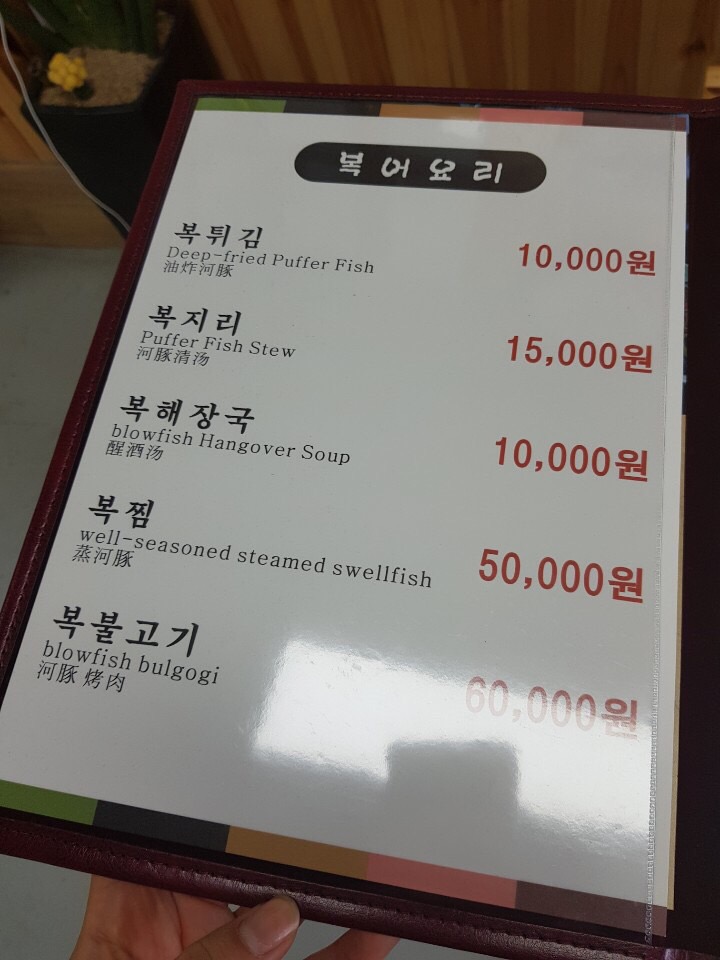 복어요리
복튀김
Deep-fried Puffer Fish
油炸河豚
10,000원
복지리
Puffer Fish Stew
河豚清汤
15,000원
복해장국
blowfish Hangover Soup
醒酒汤
10,000원
복찜
well-seasoned steamed swellfish
蒸河豚
50,000원
복불고기
blowfish bulgogi
河豚 烤肉
60,000원